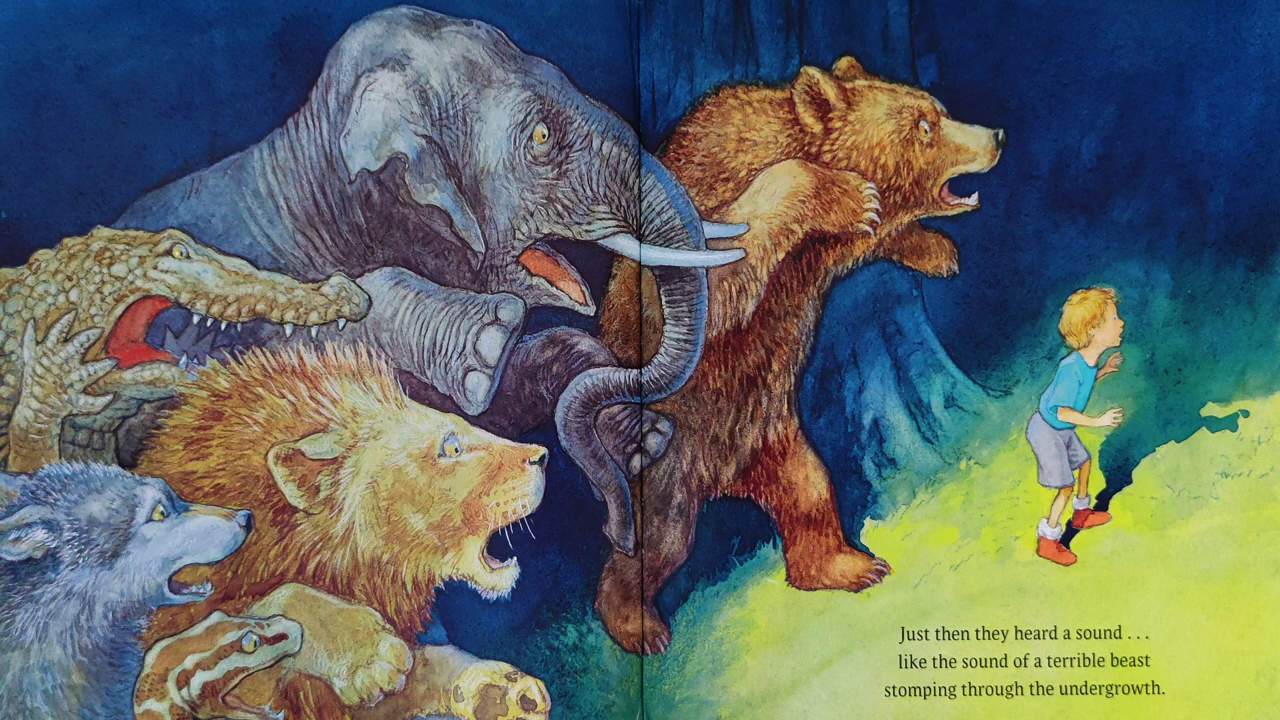 Just then they heard a sound . . .
like the sound of a terrible beast
stomping through the undergrowth.